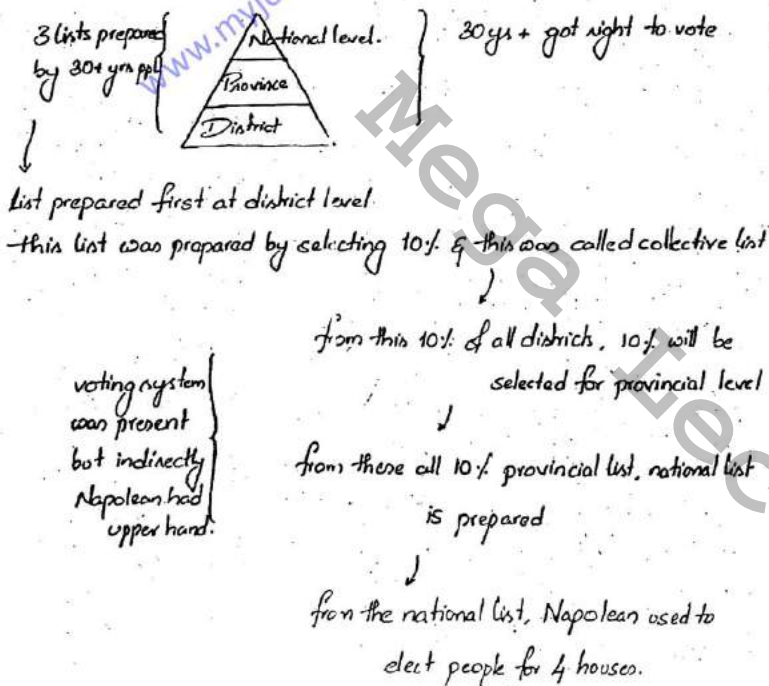 3 lists prepared
by 30+ yrs ppl
National level.
Province
District
30 ys + got right to vote
List prepared first at district level.
- this list was prepared by selecting 10% & this was called collective list
from this 10% of all districts, 10% will be
selected for provincial level
voting system
was present
but indirectly
Napolean had
upper hand.
from these all 10% provincial list, national list
is prepared
from the national list, Napolean used to
elect people for 4 houses.
Mega Lec